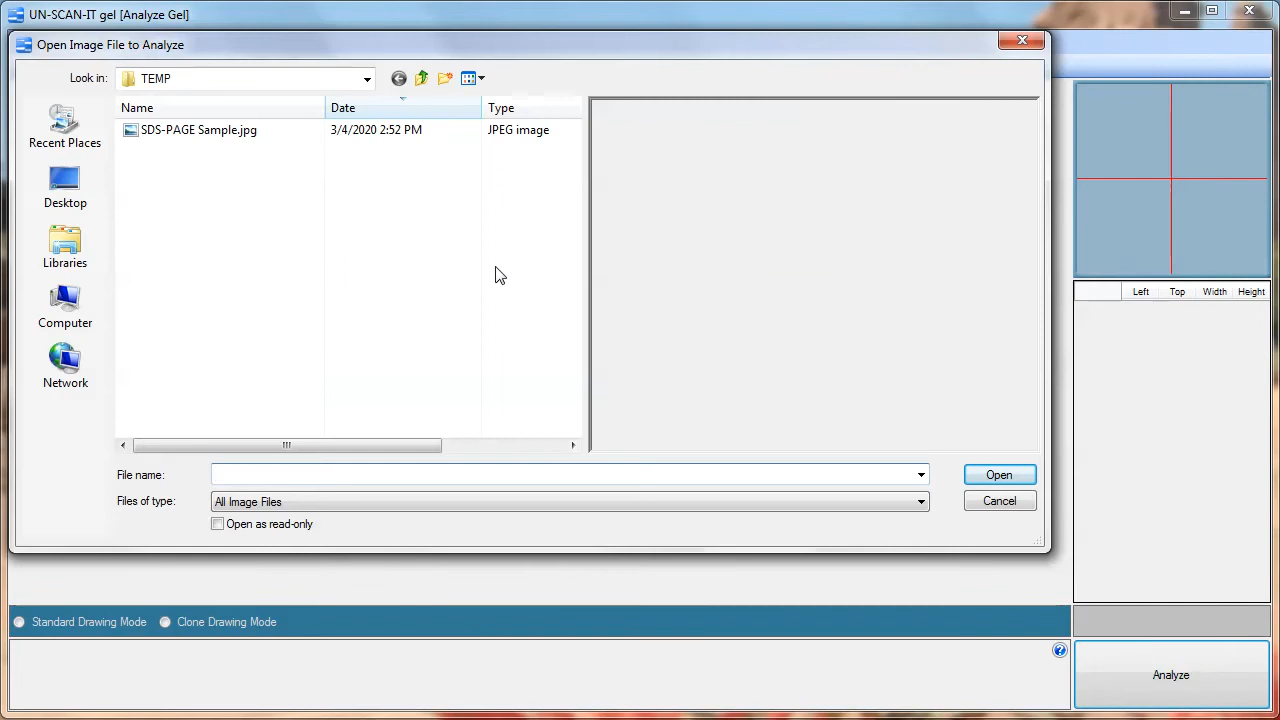 UN-SCAN-IT gel [Analyze Gel]
Open Image File to Analyze
Look in: TEMP
Name Date Type
SDS-PAGE Sample.jpg 3/4/2020 2:52 PM JPEG image
Recent Places
Desktop
Libraries
Computer
Network
Left Top Width Height
File name: Open
Files of type: All Image Files Cancel
Open as read-only
Standard Drawing Mode Clone Drawing Mode
Analyze